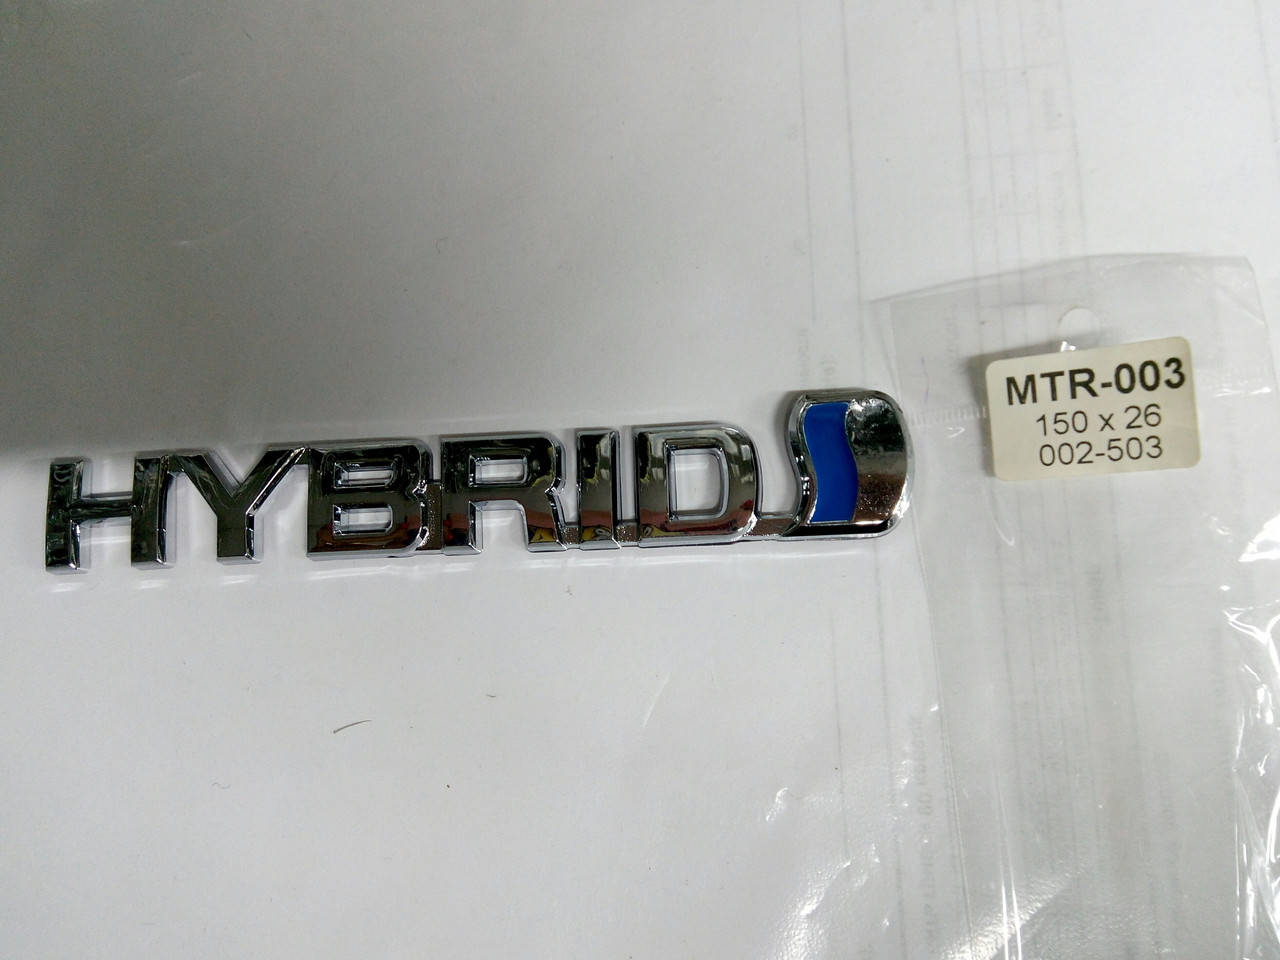 HYBRID
MTR-003
150 x 26
002-503